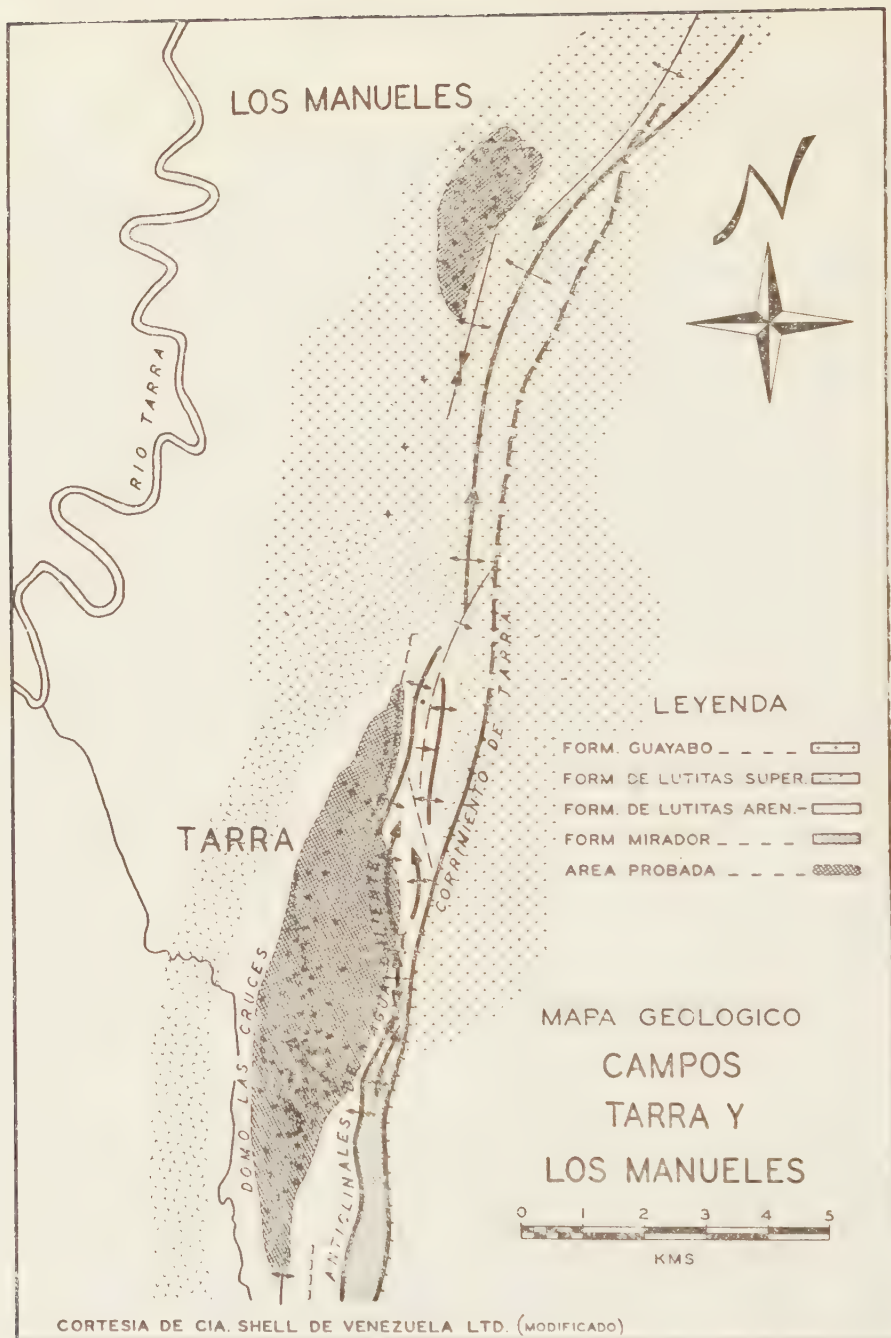 LOS MANUELES
N
RIO TARRA
TARRA
DOMO LAS CRUCES
ANTICLINALES DE AGUA CALIENTE
CORRIMIENTO DE TARRA
LEYENDA
FORM. GUAYABO
FORM DE LUTITAS SUPER.
FORM. DE LUTITAS AREN.-
FORM MIRADOR
AREA PROBADA
MAPA GEOLOGICO
CAMPOS
TARRA Y
LOS MANUELES
0 1 2 3 4 5
KMS
CORTESIA DE CIA. SHELL DE VENEZUELA LTD. (MODIFICADO)